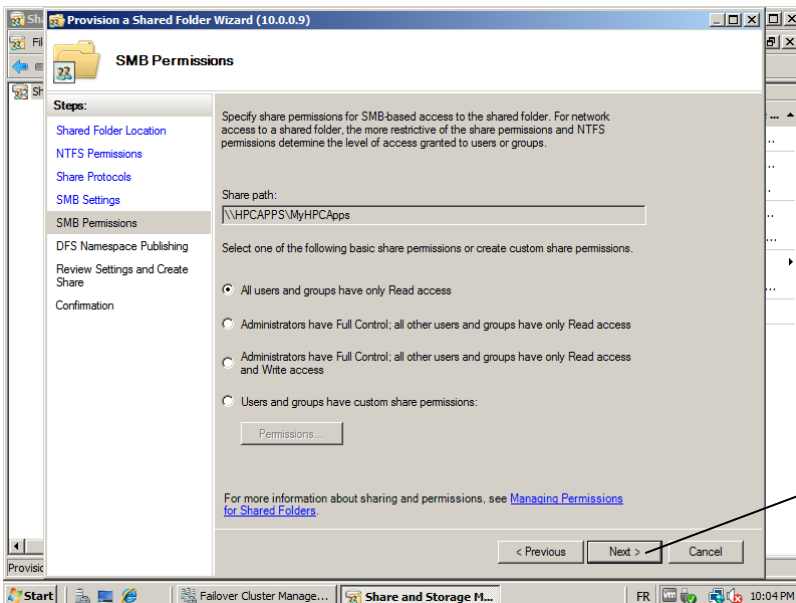 Sh
Provision a Shared Folder Wizard (10.0.0.9)
Fil
SMB Permissions
Sh
Steps:
Shared Folder Location
NTFS Permissions
Share Protocols
SMB Settings
SMB Permissions
DFS Namespace Publishing
Review Settings and Create
Share
Confirmation
Specify share permissions for SMB-based access to the shared folder. For network
access to a shared folder, the more restrictive of the share permissions and NTFS
permissions determine the level of access granted to users or groups.
Share path:
\\HPCAPPS\MyHPCApps
Select one of the following basic share permissions or create custom share permissions.
All users and groups have only Read access
Administrators have Full Control; all other users and groups have only Read access
Administrators have Full Control; all other users and groups have only Read access
and Write access
Users and groups have custom share permissions:
Permissions...
For more information about sharing and permissions, see Managing Permissions
for Shared Folders.
< Previous
Next >
Cancel
Provisic
Start
Failover Cluster Manage...
Share and Storage M...
FR
10:04 PM